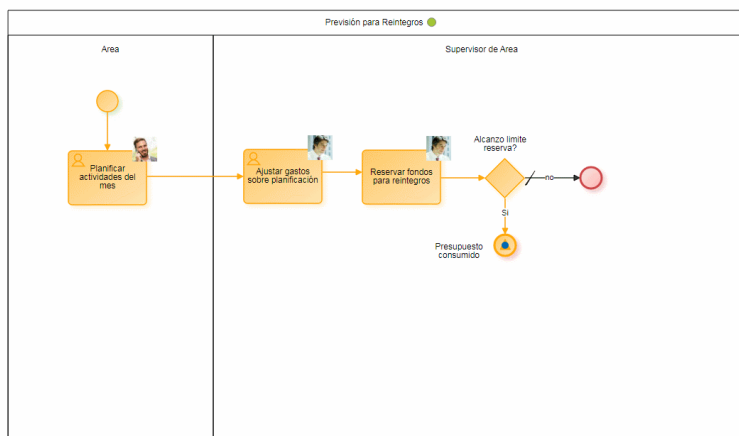 Previsión para Reintegros
Area
Supervisor de Area
Planificar
actividades del
mes
Ajustar gastos
sobre planificación
Reservar fondos
para reintegros
Alcanzo limite
reserva?
no
Si
Presupuesto
consumido